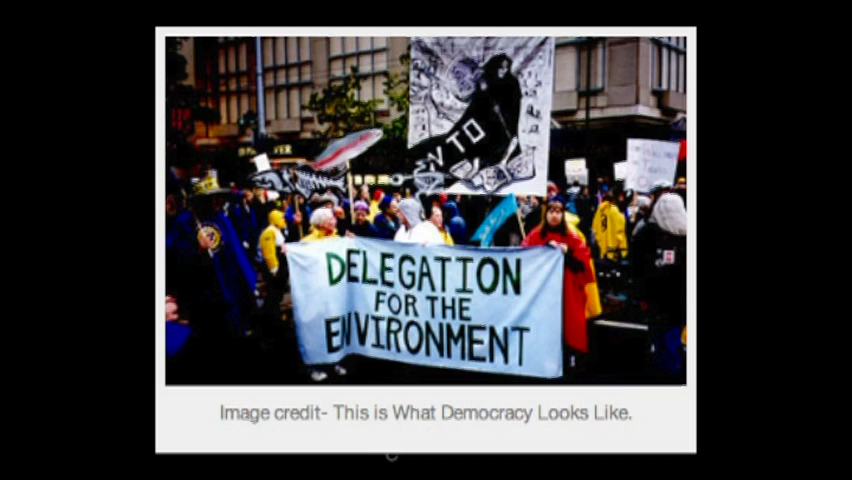 WTO
DELEGATION
FOR THE
ENVIRONMENT
Image credit- This is What Democracy Looks Like.